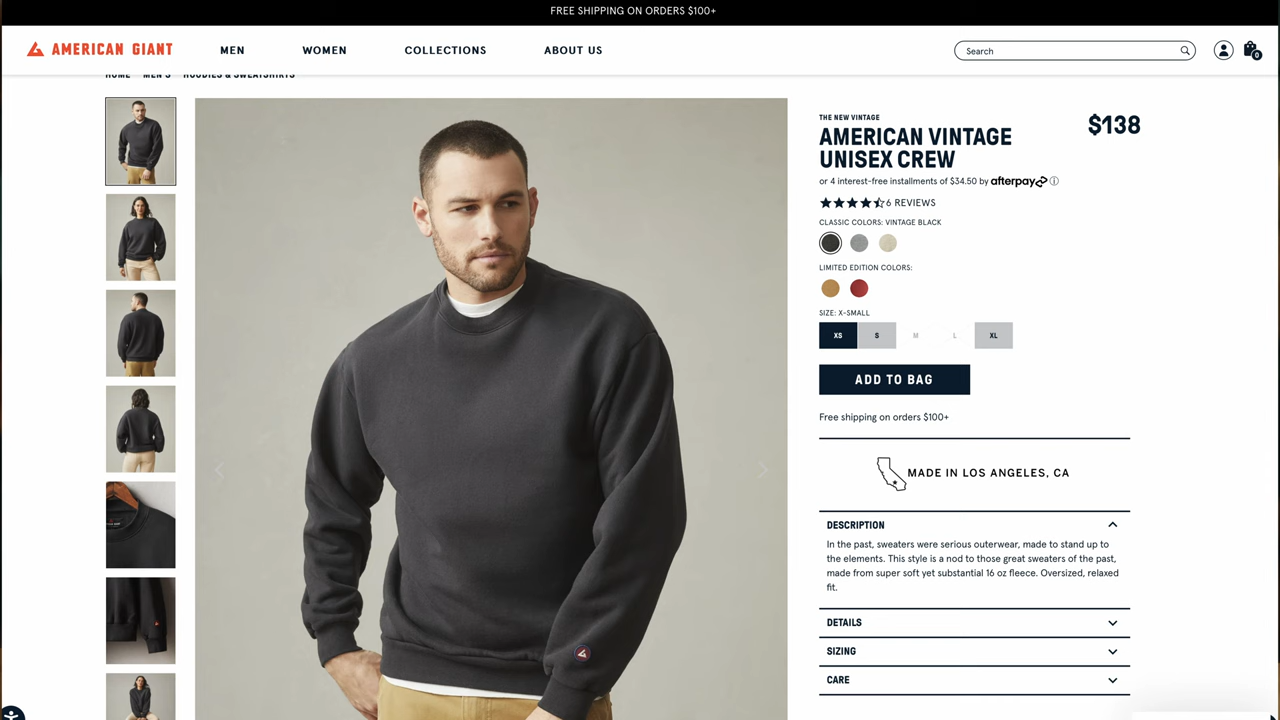 FREE SHIPPING ON ORDERS $100+
AMERICAN GIANT
MEN
WOMEN
COLLECTIONS
ABOUT US
Search
0
HOME MEN'S HOODIES & SWEATSHIRTS
THE NEW VINTAGE
AMERICAN VINTAGE
UNISEX CREW
$138
or 4 interest-free installments of $34.50 by afterpay
6 REVIEWS
CLASSIC COLORS: VINTAGE BLACK
LIMITED EDITION COLORS:
SIZE: X-SMALL
XS
S
M
L
XL
ADD TO BAG
Free shipping on orders $100+
MADE IN LOS ANGELES, CA
DESCRIPTION
In the past, sweaters were serious outerwear, made to stand up to
the elements. This style is a nod to those great sweaters of the past,
made from super soft yet substantial 16 oz fleece. Oversized, relaxed
fit.
DETAILS
SIZING
CARE